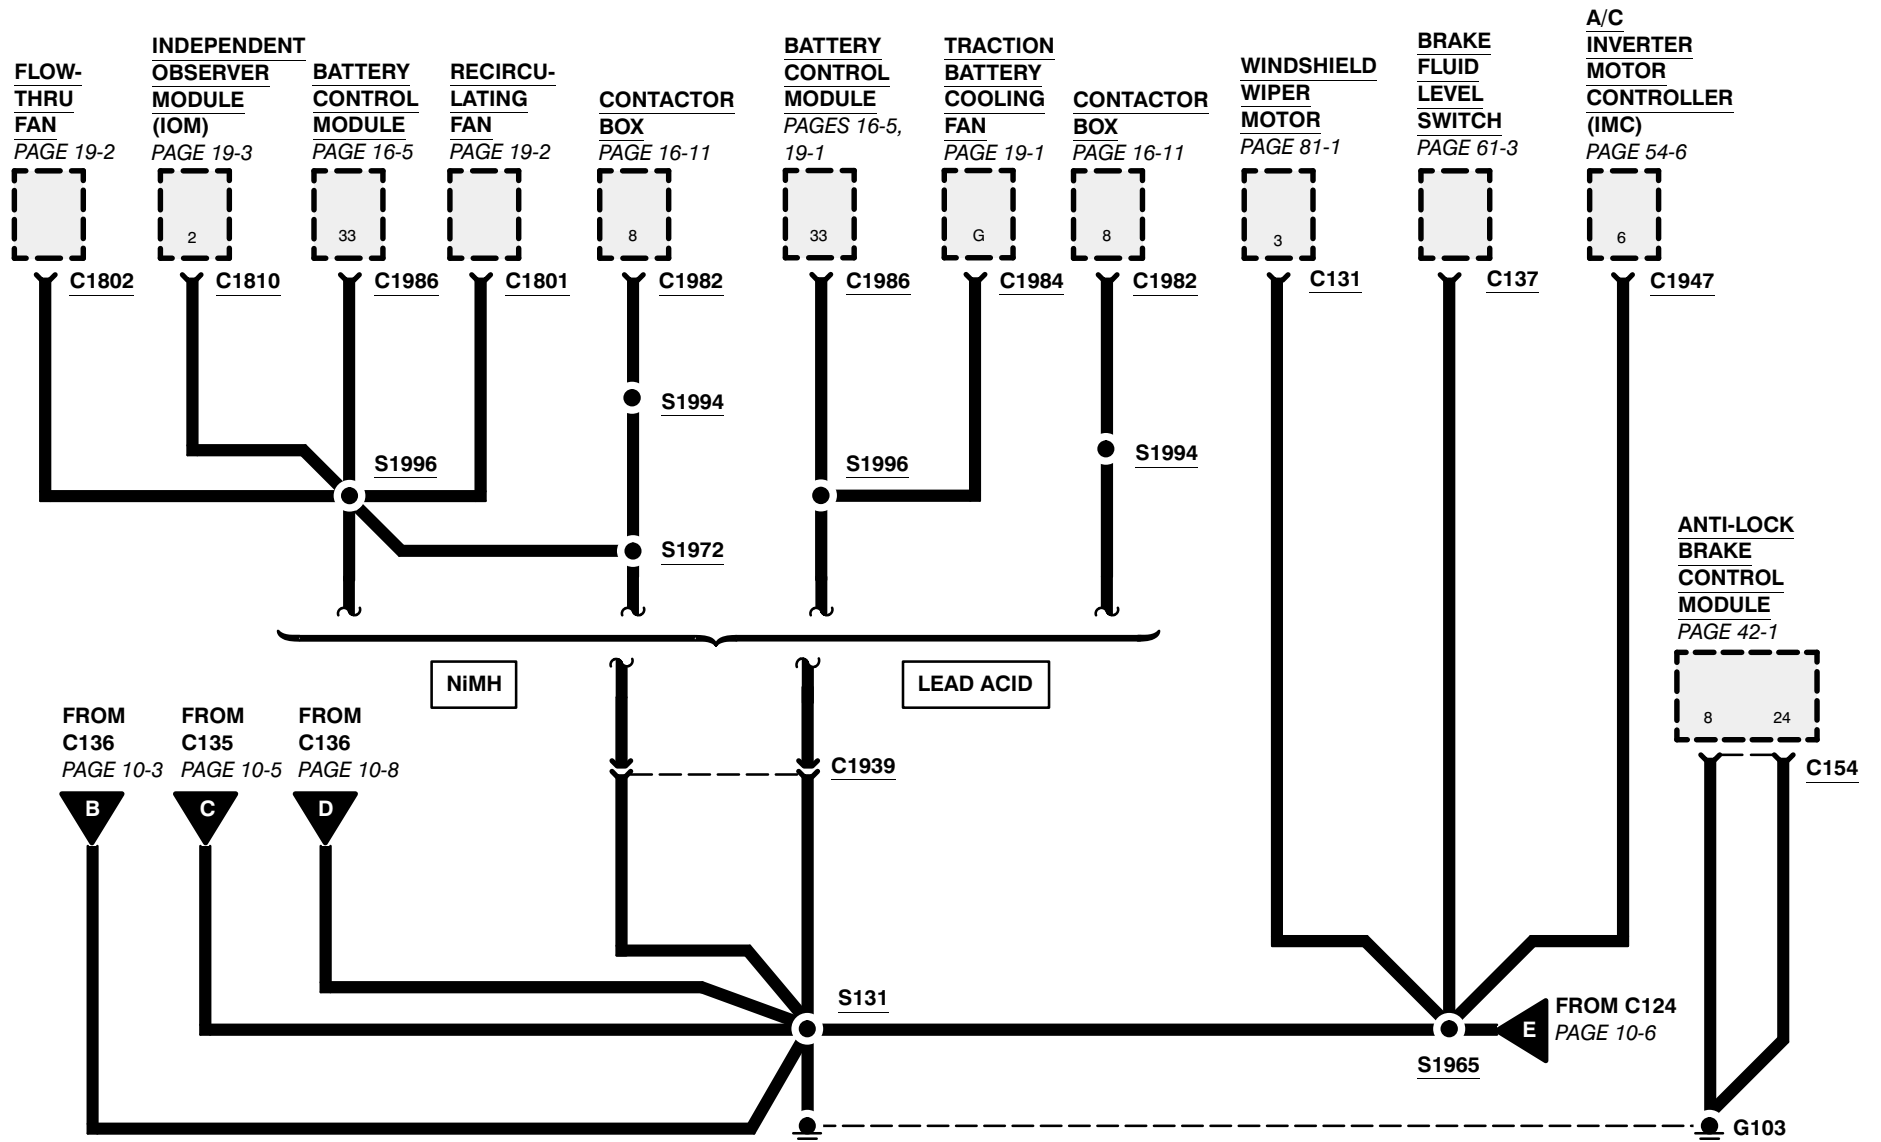 FLOW-
THRU
FAN
PAGE 19-2
INDEPENDENT
OBSERVER
MODULE
(IOM)
PAGE 19-3
BATTERY
CONTROL
MODULE
PAGE 16-5
RECIRCU-
LATING
FAN
PAGE 19-2
CONTACTOR
BOX
PAGE 16-11
BATTERY
CONTROL
MODULE
PAGES 16-5,
19-1
TRACTION
BATTERY
COOLING
FAN
PAGE 19-1
CONTACTOR
BOX
PAGE 16-11
WINDSHIELD
WIPER
MOTOR
PAGE 81-1
BRAKE
FLUID
LEVEL
SWITCH
PAGE 61-3
A/C
INVERTER
MOTOR
CONTROLLER
(IMC)
PAGE 54-6
2
33
8
33
G
8
3
6
C1802
C1810
C1986
C1801
C1982
C1986
C1984
C1982
C131
C137
C1947
S1994
S1996
S1972
S1996
S1994
ANTI-LOCK
BRAKE
CONTROL
MODULE
PAGE 42-1
8
24
C154
NiMH
LEAD ACID
FROM
C136
PAGE 10-3
FROM
C135
PAGE 10-5
FROM
C136
PAGE 10-8
B
C
D
C1939
S131
E
FROM C124
PAGE 10-6
S1965
G103